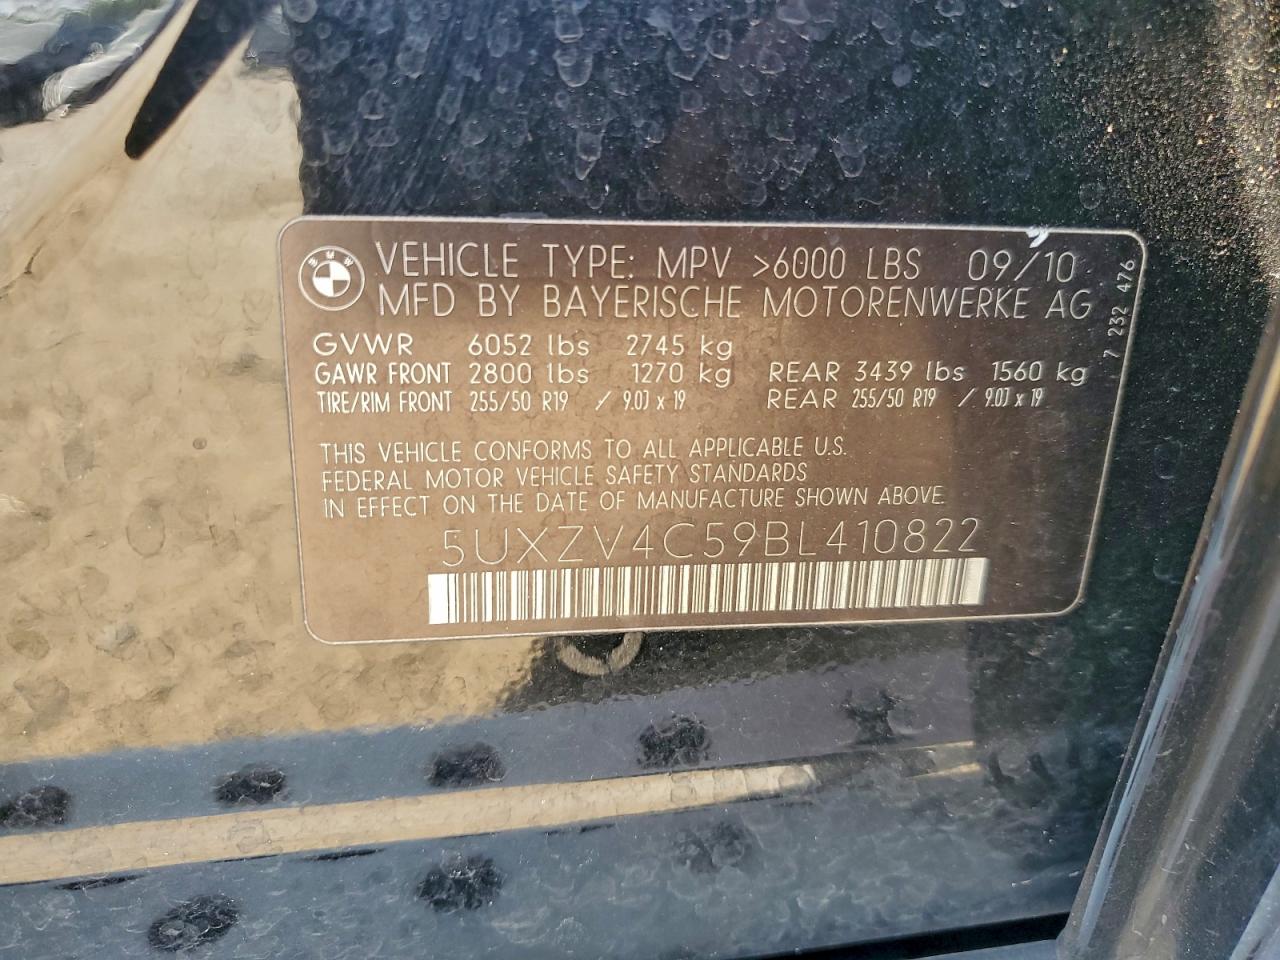 BMW
VEHICLE TYPE: MPV >6000 LBS 09/10
MFD BY BAYERISCHE MOTORENWERKE AG
GVWR 6052 lbs 2745 kg
GAWR FRONT 2800 lbs 1270 kg REAR 3439 lbs 1560 kg
TIRE/RIM FRONT 255/50 R19 / 9.0J x 19 REAR 255/50 R19 / 9.0J x 19
THIS VEHICLE CONFORMS TO ALL APPLICABLE U.S.
FEDERAL MOTOR VEHICLE SAFETY STANDARDS
IN EFFECT ON THE DATE OF MANUFACTURE SHOWN ABOVE.
5UXZV4C59BL410822
7 232 476